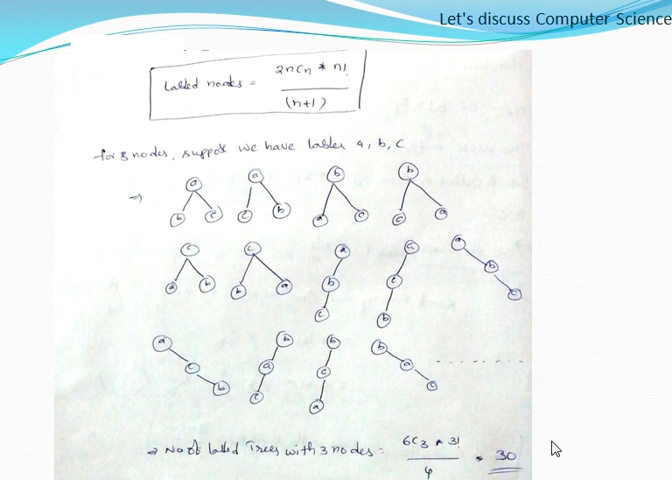 Let's discuss Computer Science
Labled nodes = 2nCn * n!
(n+1)
for 3 nodes, suppose we have lables a, b, c
⇒ a a b b
b c c b a c c a
c c a c a
a b b a b c b
c b c
a b b b
c a c a
b c a c
⇒ No of labled Trees with 3 nodes = 6C3 * 3!
4
= 30